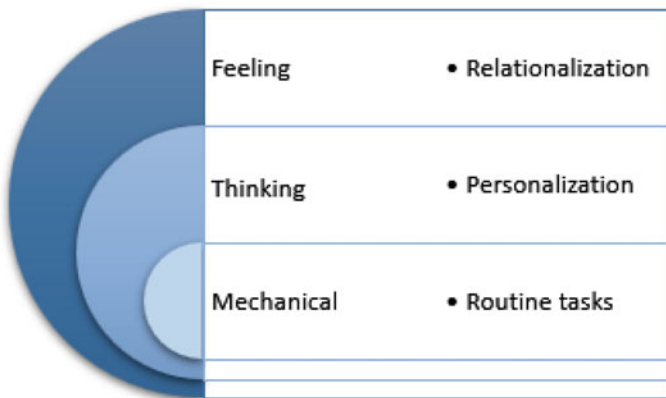 Feeling • Relationalization
Thinking • Personalization
Mechanical • Routine tasks